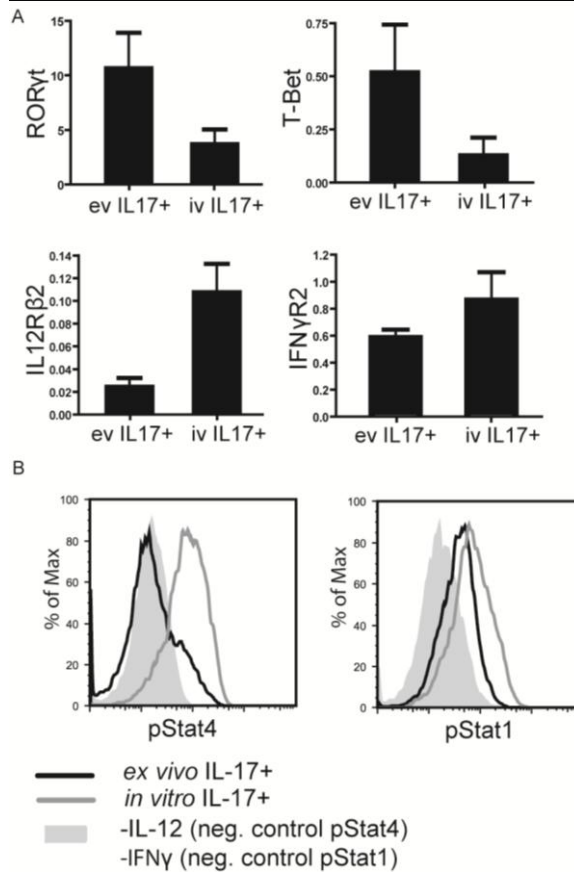 A
RORγt
15
10
5
0
ev IL17+ iv IL17+
T-Bet
0.75
0.50
0.25
0.00
ev IL17+ iv IL17+
IL12Rβ2
0.14
0.12
0.10
0.08
0.06
0.04
0.02
0.00
ev IL17+ iv IL17+
IFNγR2
1.2
1.0
0.8
0.6
0.4
0.2
0.0
ev IL17+ iv IL17+
B
% of Max
100
80
60
40
20
0
pStat4
% of Max
100
80
60
40
20
0
pStat1
ex vivo IL-17+
in vitro IL-17+
-IL-12 (neg. control pStat4)
-IFNγ (neg. control pStat1)